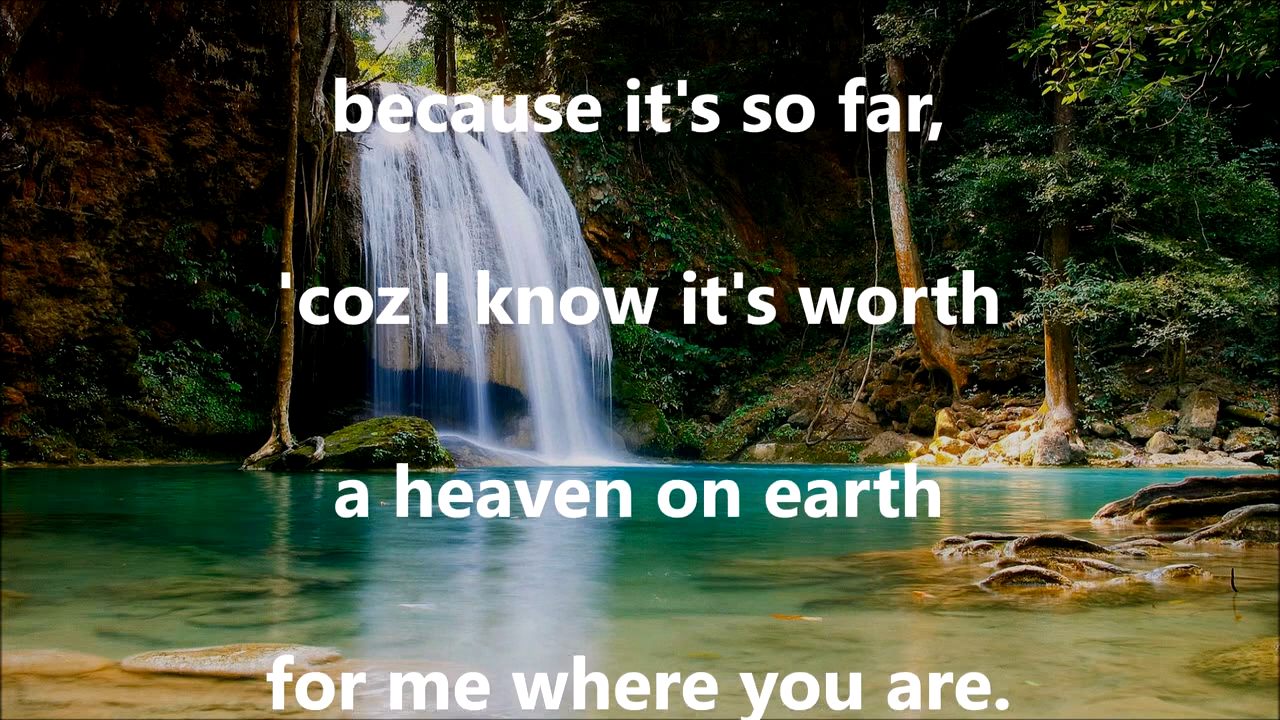 because it's so far,
'coz I know it's worth
a heaven on earth
for me where you are.